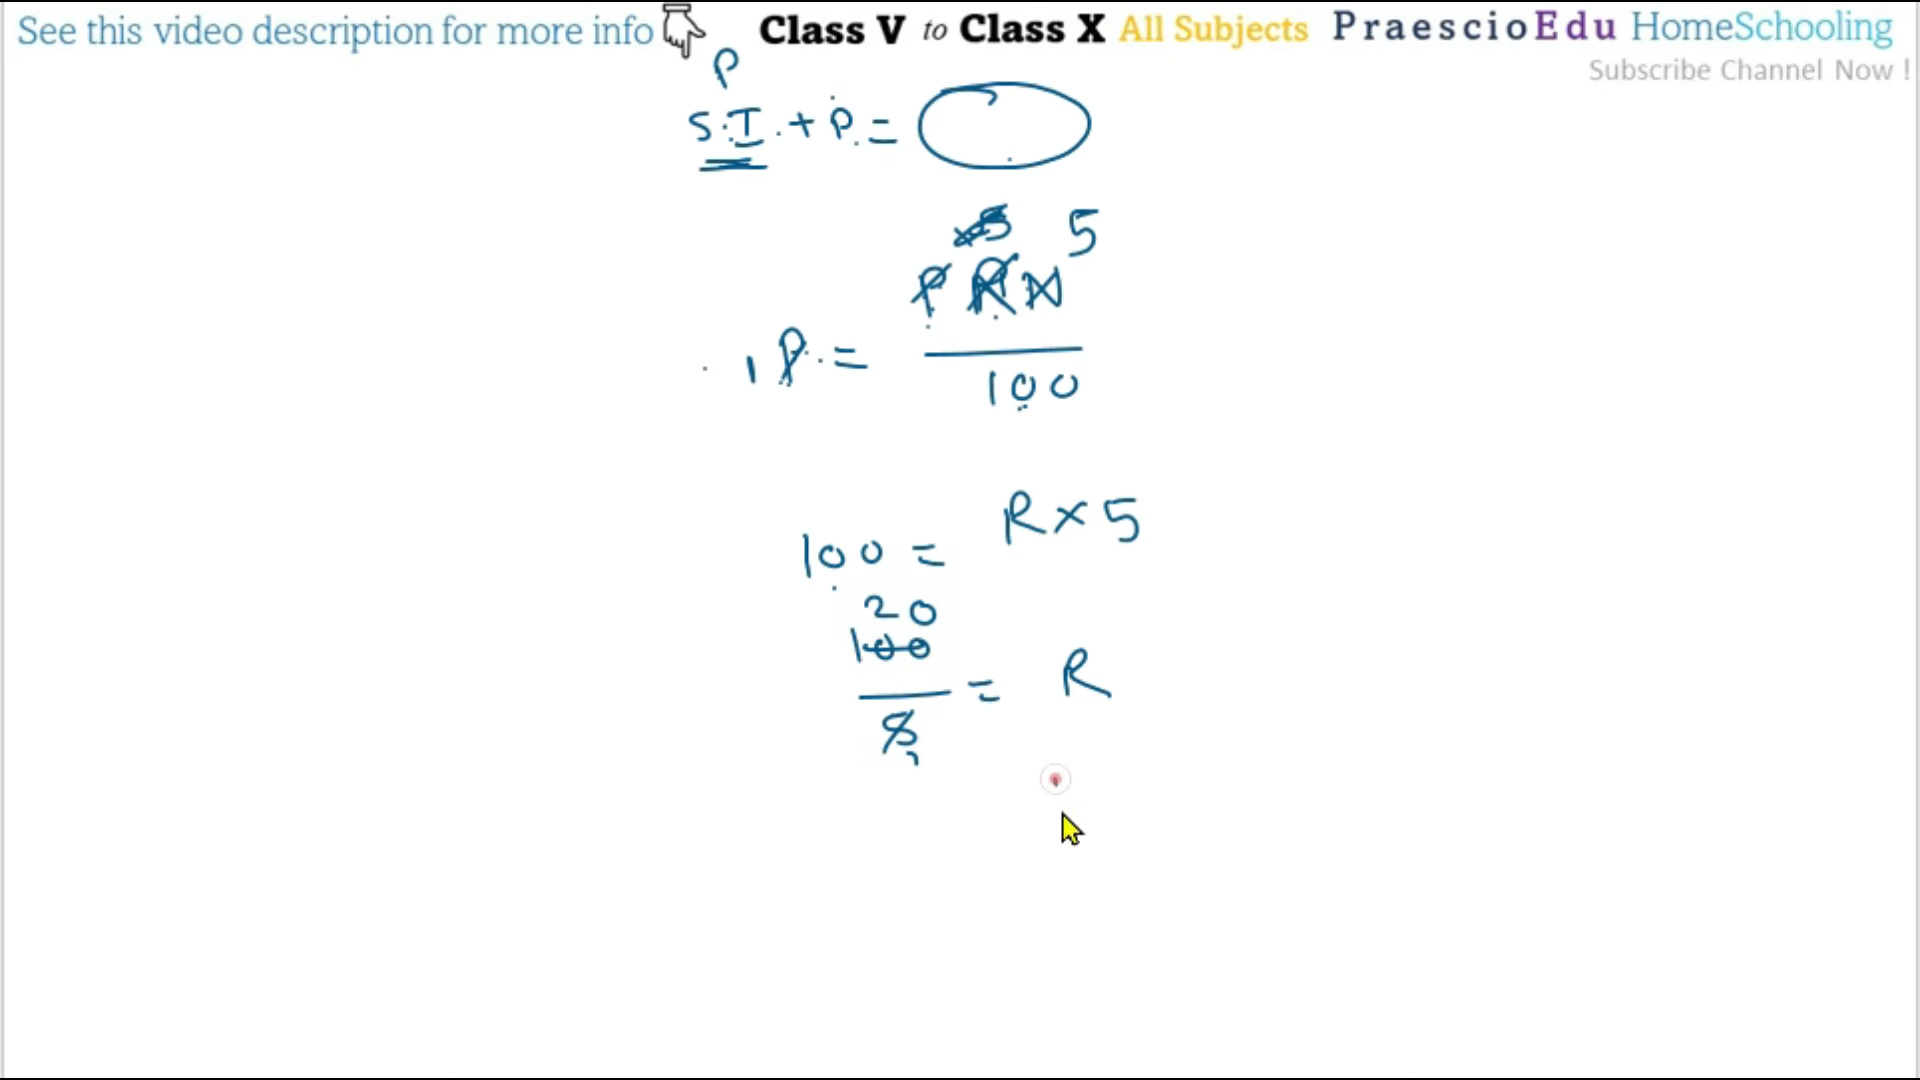 See this video description for more info Class V to Class X All Subjects PraescioEdu HomeSchooling
Subscribe Channel Now !
P
S.I. + P. =
5
P R N
1 P. =
100
100 = R x 5
20
100
= R
5
1